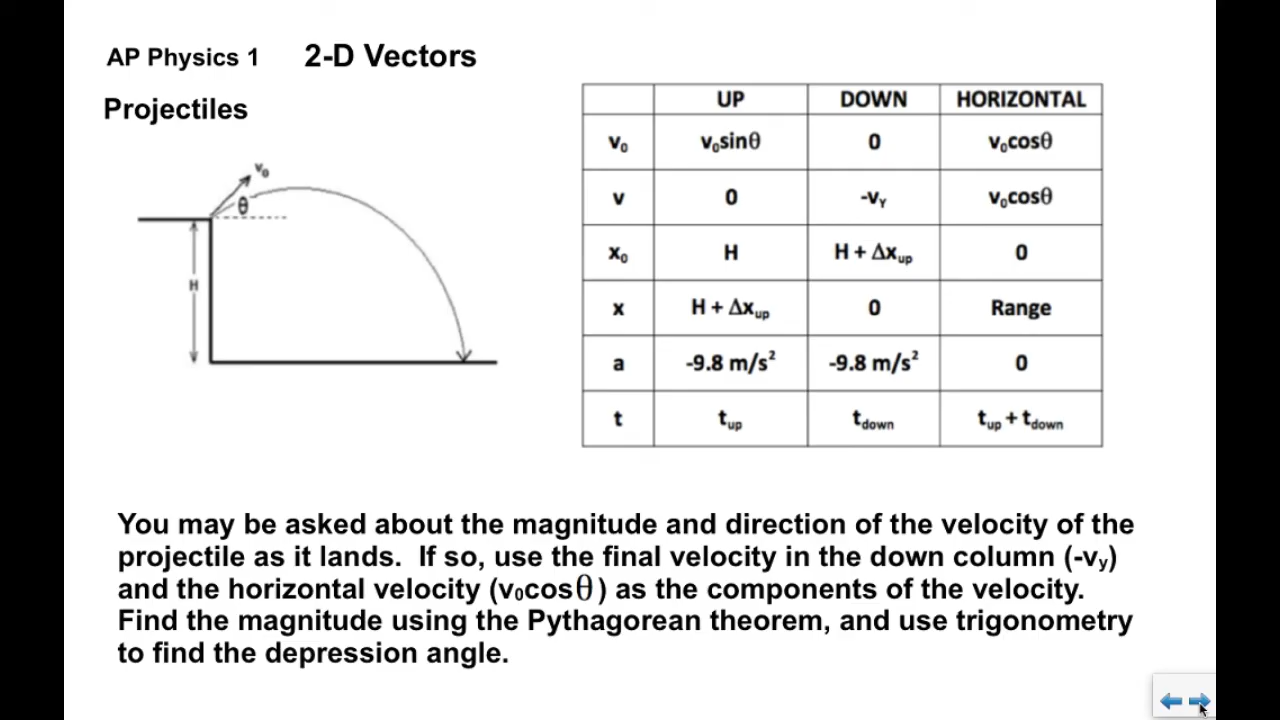 AP Physics 1 2-D Vectors
Projectiles
v₀
θ
H
UP DOWN HORIZONTAL
v₀ v₀sinθ 0 v₀cosθ
v 0 -vY v₀cosθ
x₀ H H + Δxup 0
x H + Δxup 0 Range
a -9.8 m/s² -9.8 m/s² 0
t tup tdown tup + tdown
You may be asked about the magnitude and direction of the velocity of the
projectile as it lands. If so, use the final velocity in the down column (-vy)
and the horizontal velocity (v₀cosθ) as the components of the velocity.
Find the magnitude using the Pythagorean theorem, and use trigonometry
to find the depression angle.